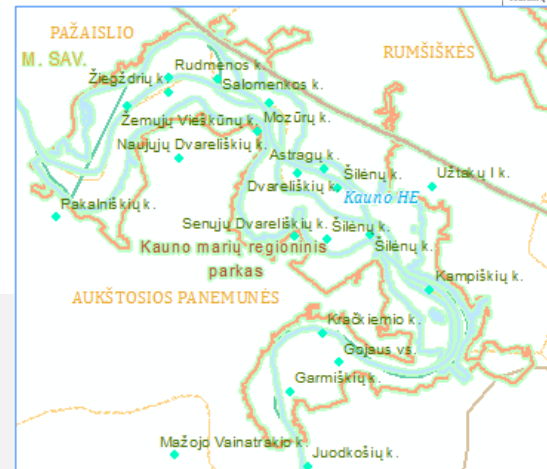 PAŽAISLIO
RUMŠIŠKĖS
M. SAV.
Rudmenos k.
Žiegždrių k.
Salomenkos k.
Mozūrų k.
Žemųjų Vieškūnų k.
Naujųjų Dvareliškių k.
Astragų k.
Šilėnų k.
Užtakų I k.
Dvareliškių k.
Kauno HE
Pakalniškių k.
Senųjų Dvareliškių k.
Šilėnų k.
Šilėnų k.
Kauno marių regioninis
parkas
Kampiškių k.
AUKŠTOSIOS PANEMUNĖS
Kračkiemio k.
Gojaus vs.
Garmiškių k.
Mažojo Vainatrakio k.
Juodkošių k.